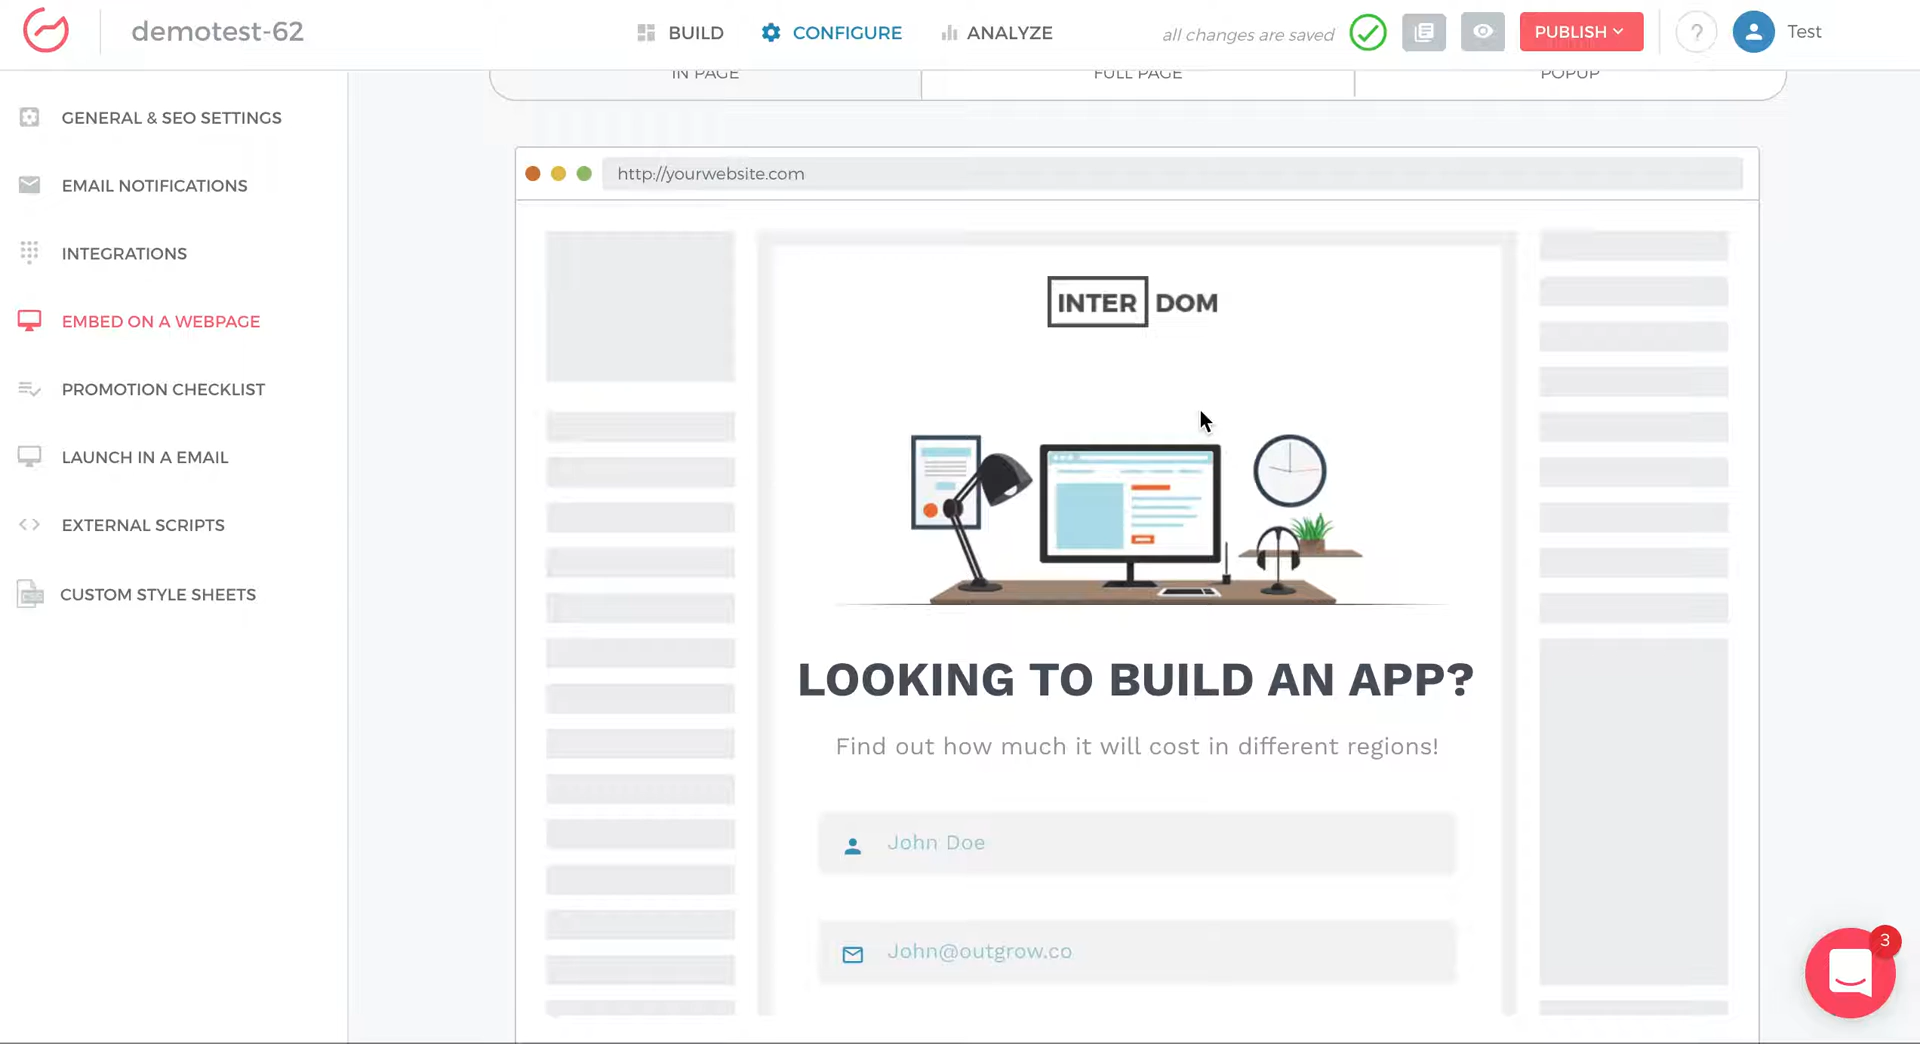 demotest-62
BUILD
CONFIGURE
ANALYZE
all changes are saved
PUBLISH
?
Test
IN PAGE
FULL PAGE
POPUP
GENERAL & SEO SETTINGS
EMAIL NOTIFICATIONS
INTEGRATIONS
EMBED ON A WEBPAGE
PROMOTION CHECKLIST
LAUNCH IN A EMAIL
EXTERNAL SCRIPTS
CUSTOM STYLE SHEETS
http://yourwebsite.com
INTER DOM
LOOKING TO BUILD AN APP?
Find out how much it will cost in different regions!
John Doe
John@outgrow.co
3